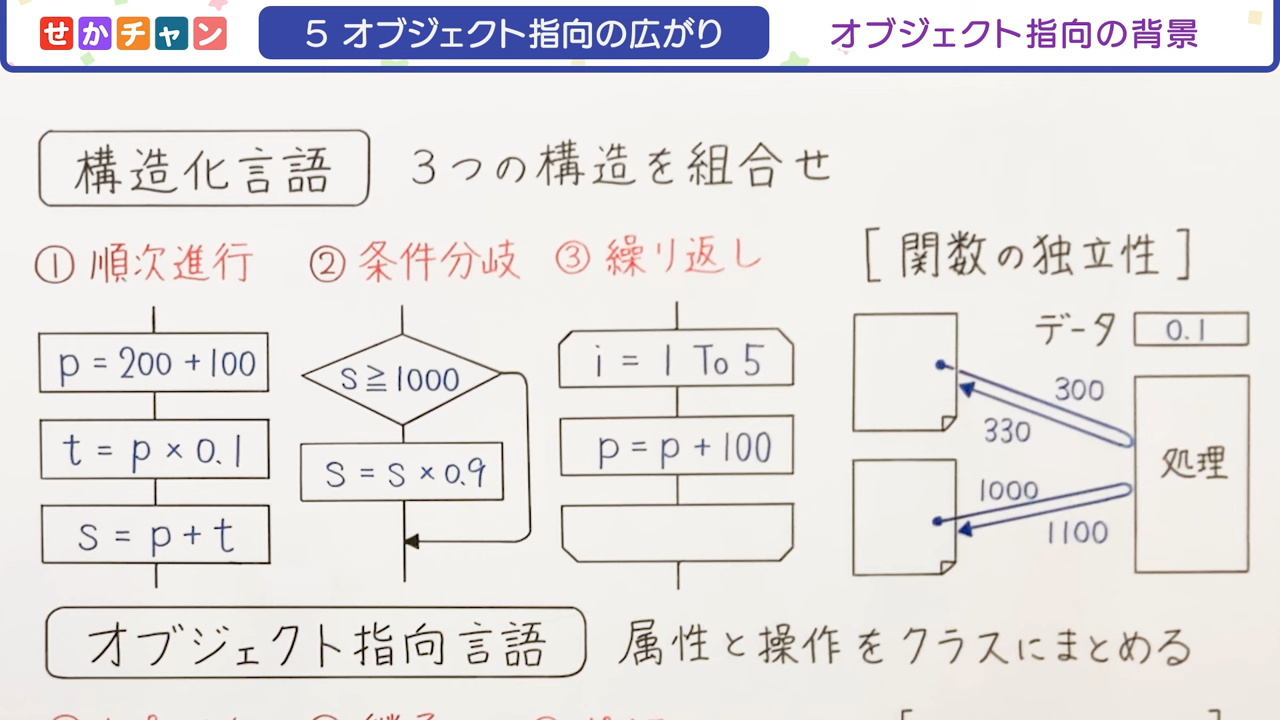 せかチャン
5 オブジェクト指向の広がり
オブジェクト指向の背景
構造化言語
3つの構造を組合せ
① 順次進行
② 条件分岐
③ 繰り返し
[関数の独立性]
p = 200 + 100
t = p × 0.1
s = p + t
s ≧ 1000
s = s × 0.9
i = 1 To 5
p = p + 100
データ
0.1
300
330
処理
1000
1100
オブジェクト指向言語
属性と操作をクラスにまとめる